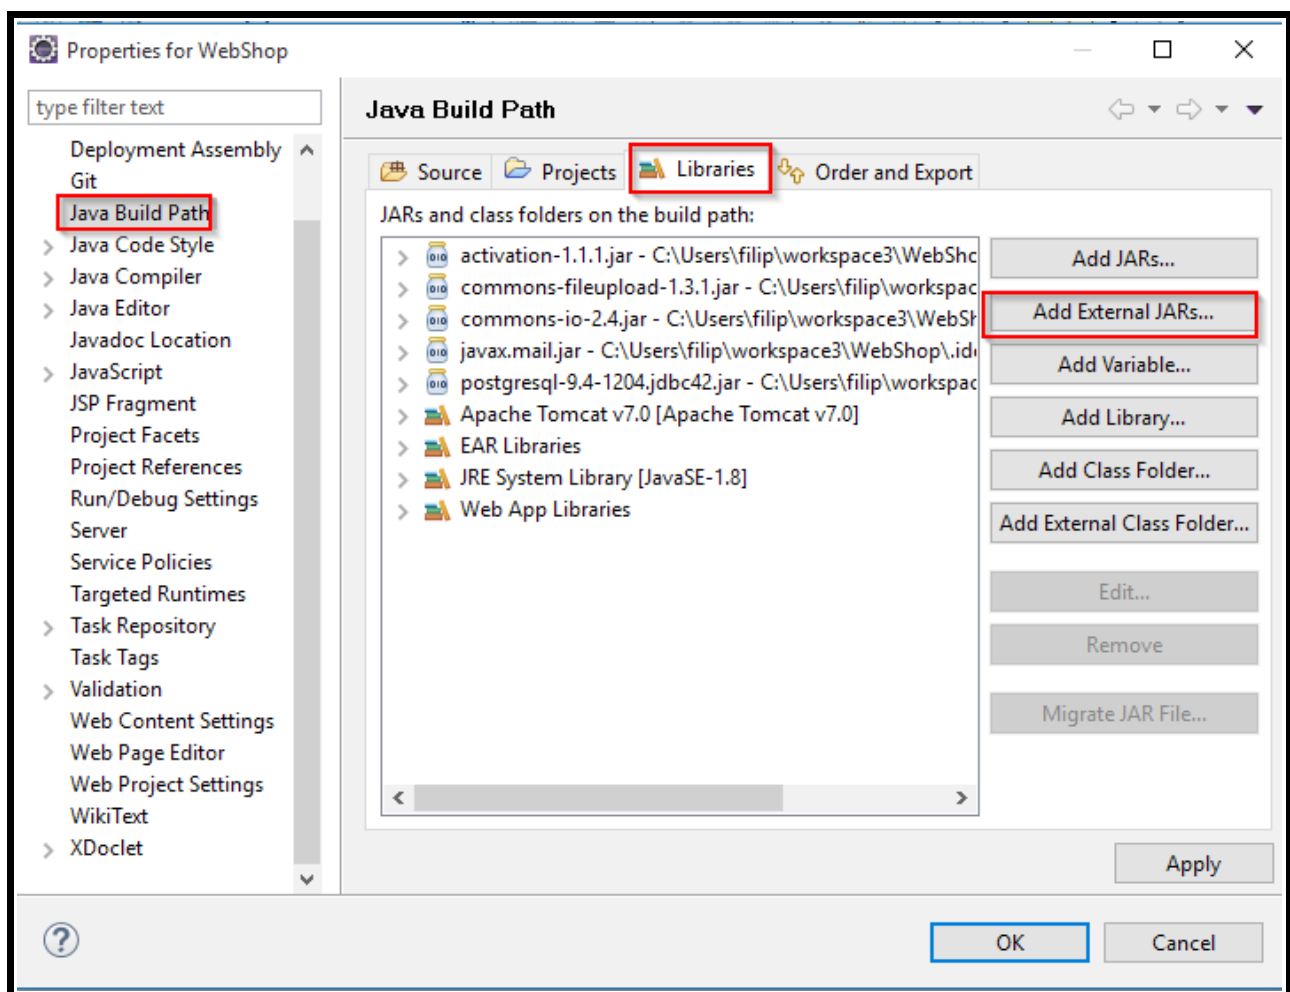 Properties for WebShop
type filter text
Deployment Assembly
Git
Java Build Path
Java Code Style
Java Compiler
Java Editor
Javadoc Location
JavaScript
JSP Fragment
Project Facets
Project References
Run/Debug Settings
Server
Service Policies
Targeted Runtimes
Task Repository
Task Tags
Validation
Web Content Settings
Web Page Editor
Web Project Settings
WikiText
XDoclet
Java Build Path
Source Projects Libraries Order and Export
JARs and class folders on the build path:
activation-1.1.1.jar - C:\Users\filip\workspace3\WebSho
commons-fileupload-1.3.1.jar - C:\Users\filip\workspac
commons-io-2.4.jar - C:\Users\filip\workspace3\WebSh
javax.mail.jar - C:\Users\filip\workspace3\WebShop\.ide
postgresql-9.4-1204.jdbc42.jar - C:\Users\filip\workspac
Apache Tomcat v7.0 [Apache Tomcat v7.0]
EAR Libraries
JRE System Library [JavaSE-1.8]
Web App Libraries
Add JARs...
Add External JARs...
Add Variable...
Add Library...
Add Class Folder...
Add External Class Folder...
Edit...
Remove
Migrate JAR File...
Apply
OK
Cancel